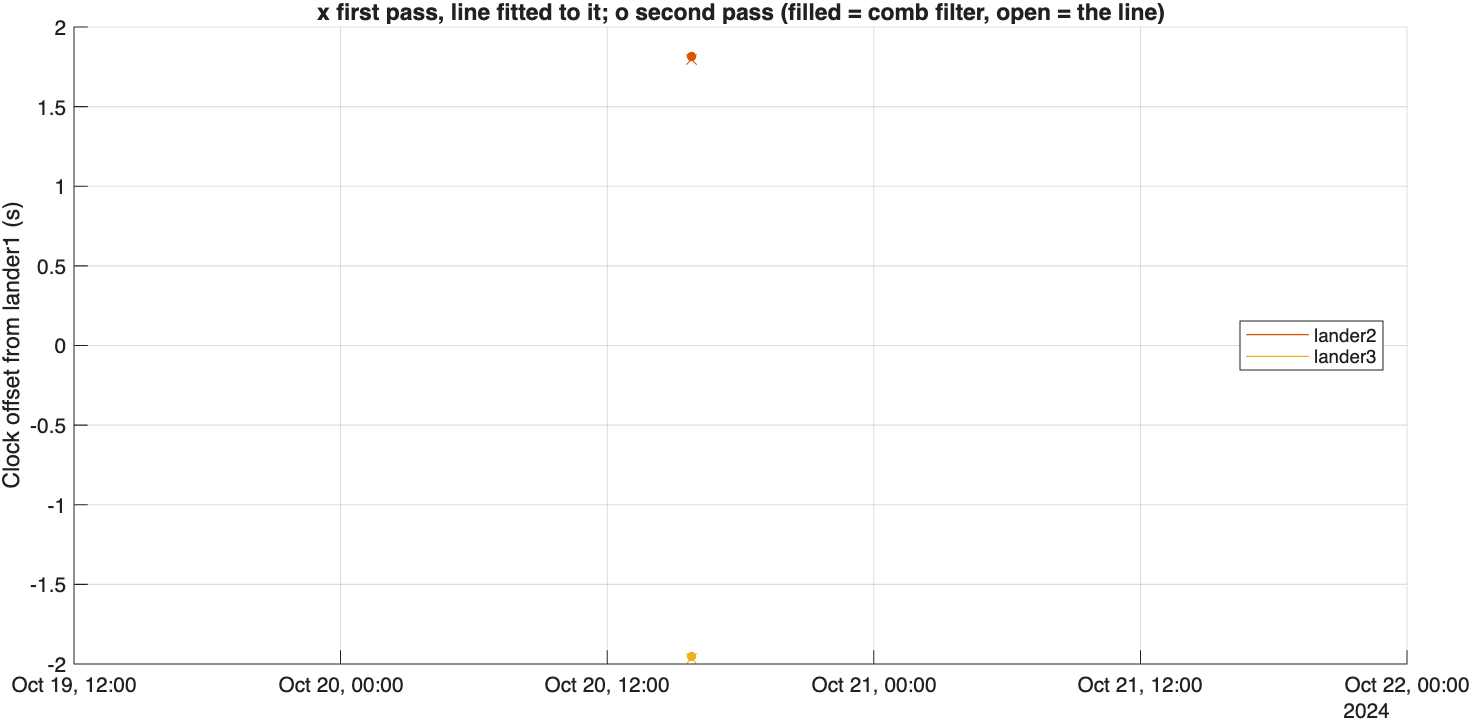 x first pass, line fitted to it; o second pass (filled = comb filter, open = the line)
Clock offset from lander1 (s)
2
1.5
1
0.5
0
-0.5
-1
-1.5
-2
lander2
lander3
Oct 19, 12:00
Oct 20, 00:00
Oct 20, 12:00
Oct 21, 00:00
Oct 21, 12:00
Oct 22, 00:00
2024